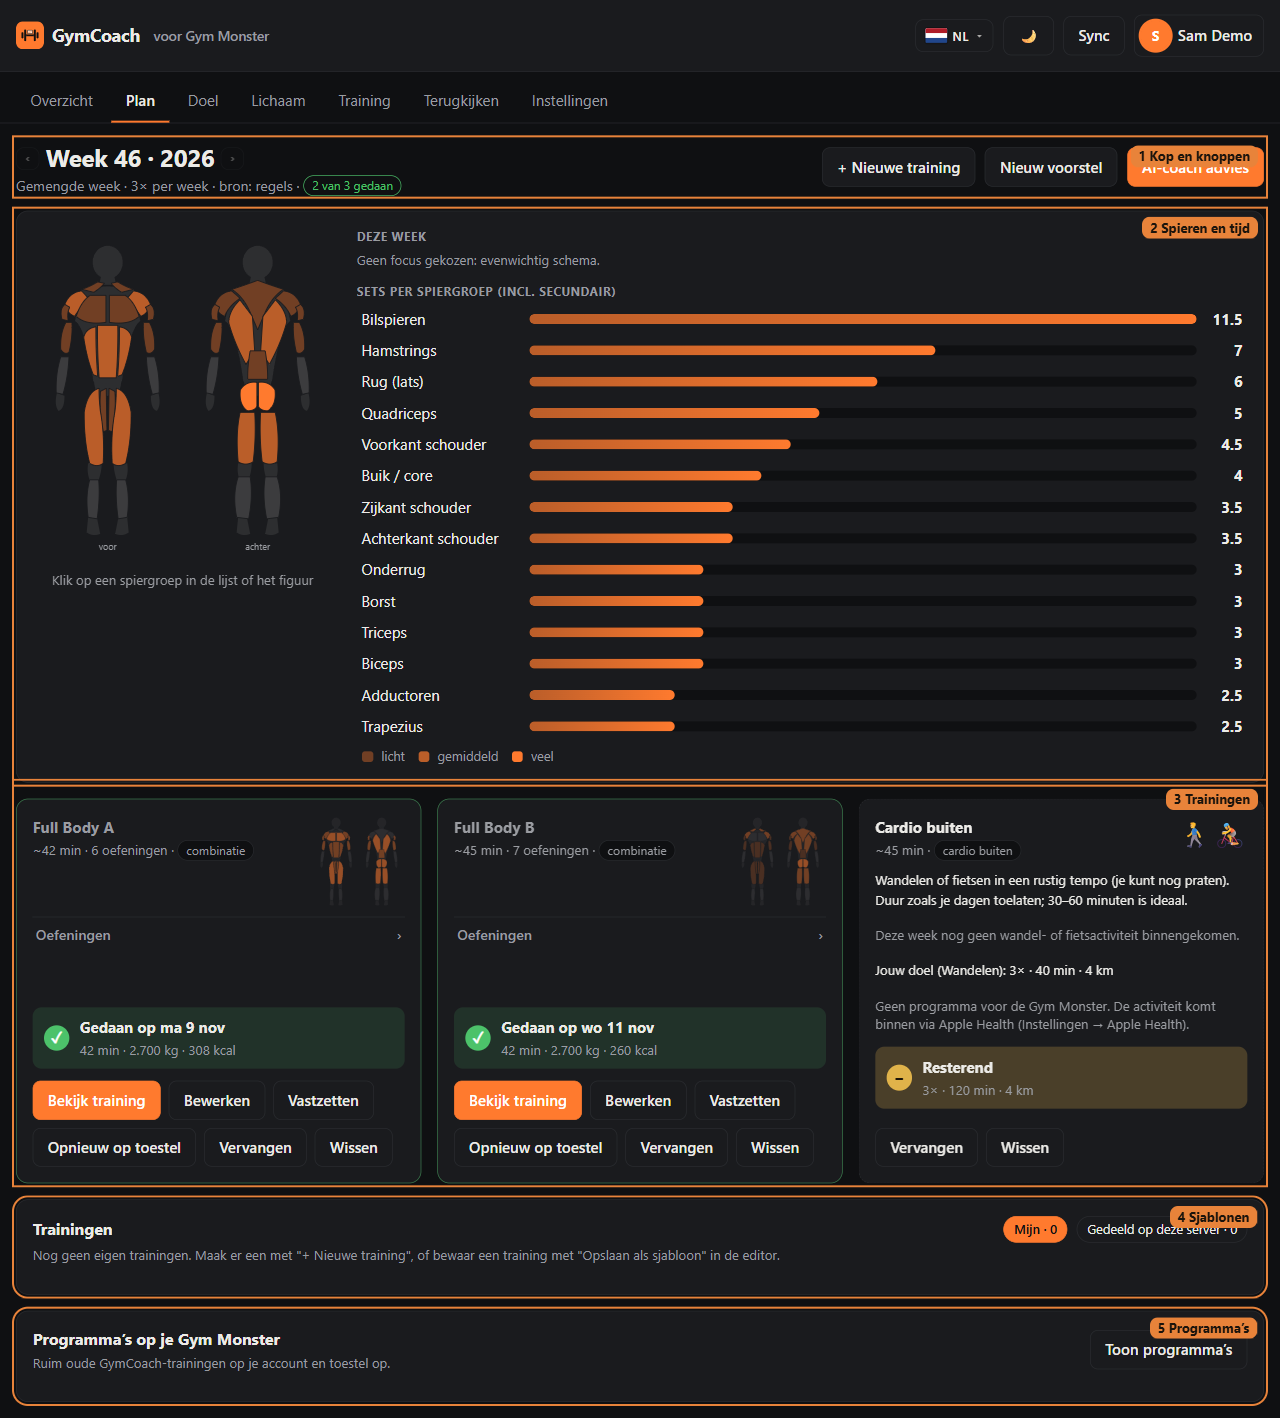 GymCoach voor Gym Monster
NL
Sync
S Sam Demo
Overzicht Plan Doel Lichaam Training Terugkijken Instellingen
‹ Week 46 · 2026 ›
Gemengde week · 3× per week · bron: regels · 2 van 3 gedaan
+ Nieuwe training
Nieuw voorstel
1 Kop en knoppen
AI-coach advies
2 Spieren en tijd
DEZE WEEK
Geen focus gekozen: evenwichtig schema.
SETS PER SPIERGROEP (INCL. SECUNDAIR)
Bilspieren 11.5
Hamstrings 7
Rug (lats) 6
Quadriceps 5
Voorkant schouder 4.5
Buik / core 4
Zijkant schouder 3.5
Achterkant schouder 3.5
Onderrug 3
Borst 3
Triceps 3
Biceps 3
Adductoren 2.5
Trapezius 2.5
licht gemiddeld veel
voor achter
Klik op een spiergroep in de lijst of het figuur
3 Trainingen
Full Body A
~42 min · 6 oefeningen · combinatie
Oefeningen ›
✓ Gedaan op ma 9 nov
42 min · 2.700 kg · 308 kcal
Bekijk training Bewerken Vastzetten
Opnieuw op toestel Vervangen Wissen
Full Body B
~45 min · 7 oefeningen · combinatie
Oefeningen ›
✓ Gedaan op wo 11 nov
42 min · 2.700 kg · 260 kcal
Bekijk training Bewerken Vastzetten
Opnieuw op toestel Vervangen Wissen
Cardio buiten
~45 min · cardio buiten
Wandelen of fietsen in een rustig tempo (je kunt nog praten).
Duur zoals je dagen toelaten; 30–60 minuten is ideaal.
Deze week nog geen wandel- of fietsactiviteit binnengekomen.
Jouw doel (Wandelen): 3× · 40 min · 4 km
Geen programma voor de Gym Monster. De activiteit komt
binnen via Apple Health (Instellingen → Apple Health).
– Resterend
3× · 120 min · 4 km
Vervangen Wissen
4 Sjablonen
Trainingen
Mijn · 0
Gedeeld op deze server · 0
Nog geen eigen trainingen. Maak er een met "+ Nieuwe training", of bewaar een training met "Opslaan als sjabloon" in de editor.
5 Programma's
Programma's op je Gym Monster
Ruim oude GymCoach-trainingen op je account en toestel op.
Toon programma's